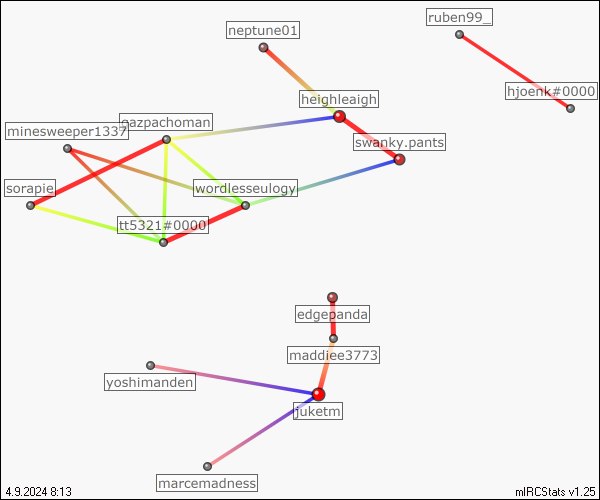 ruben99_
neptune01
hjoenk#0000
heighleaigh
gazpachoman
minesweeper1337
swanky.pants
sorapie
wordlesseulogy
tt5321#0000
edgepanda
maddiee3773
yoshimanden
juketm
marcemadness
4.9.2024 8:13
mIRCStats v1.25